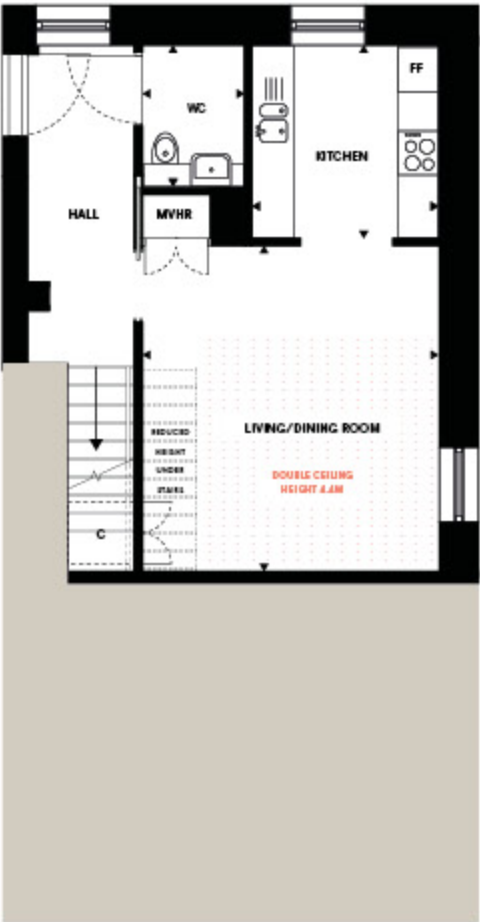 FF
WC
KITCHEN
HALL
MVHR
LIVING/DINING ROOM
REDUCED
HEIGHT
UNDER
STAIRS
DOUBLE CEILING
HEIGHT 4.4M
C